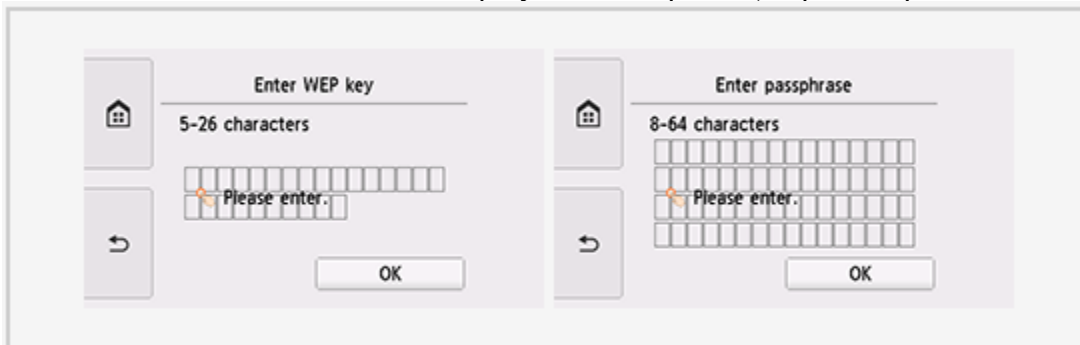 Enter WEP key
5-26 characters
Please enter.
OK
Enter passphrase
8-64 characters
Please enter.
OK